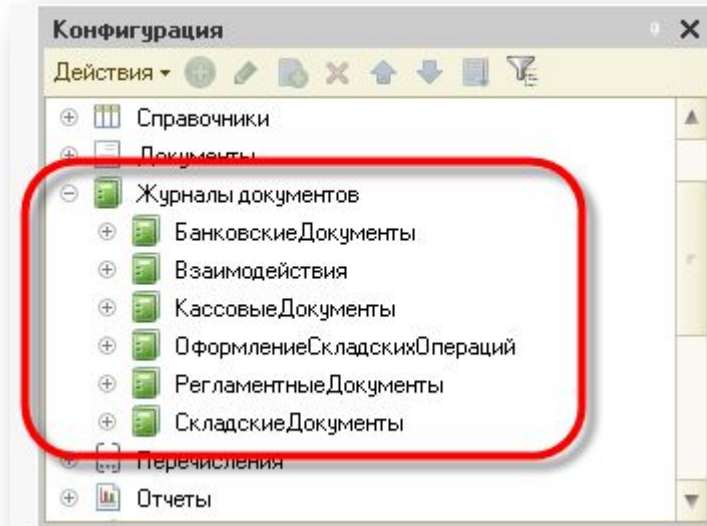 Конфигурация
Действия
Справочники
Документы
Журналы документов
БанковскиеДокументы
Взаимодействия
КассовыеДокументы
ОформлениеСкладскихОпераций
РегламентныеДокументы
СкладскиеДокументы
Перечисления
Отчеты